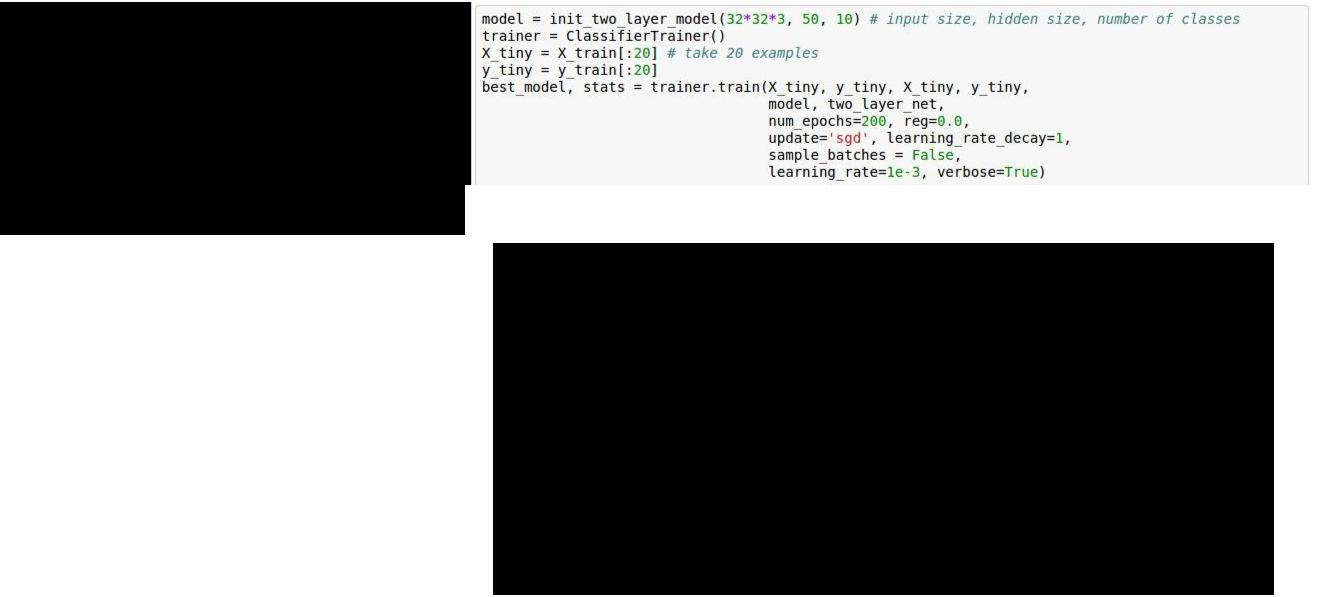 model = init_two_layer_model(32*32*3, 50, 10) # input size, hidden size, number of classes
trainer = ClassifierTrainer()
X_tiny = X_train[:20] # take 20 examples
y_tiny = y_train[:20]
best_model, stats = trainer.train(X_tiny, y_tiny, X_tiny, y_tiny,
                                  model, two_layer_net,
                                  num_epochs=200, reg=0.0,
                                  update='sgd', learning_rate_decay=1,
                                  sample_batches = False,
                                  learning_rate=1e-3, verbose=True)